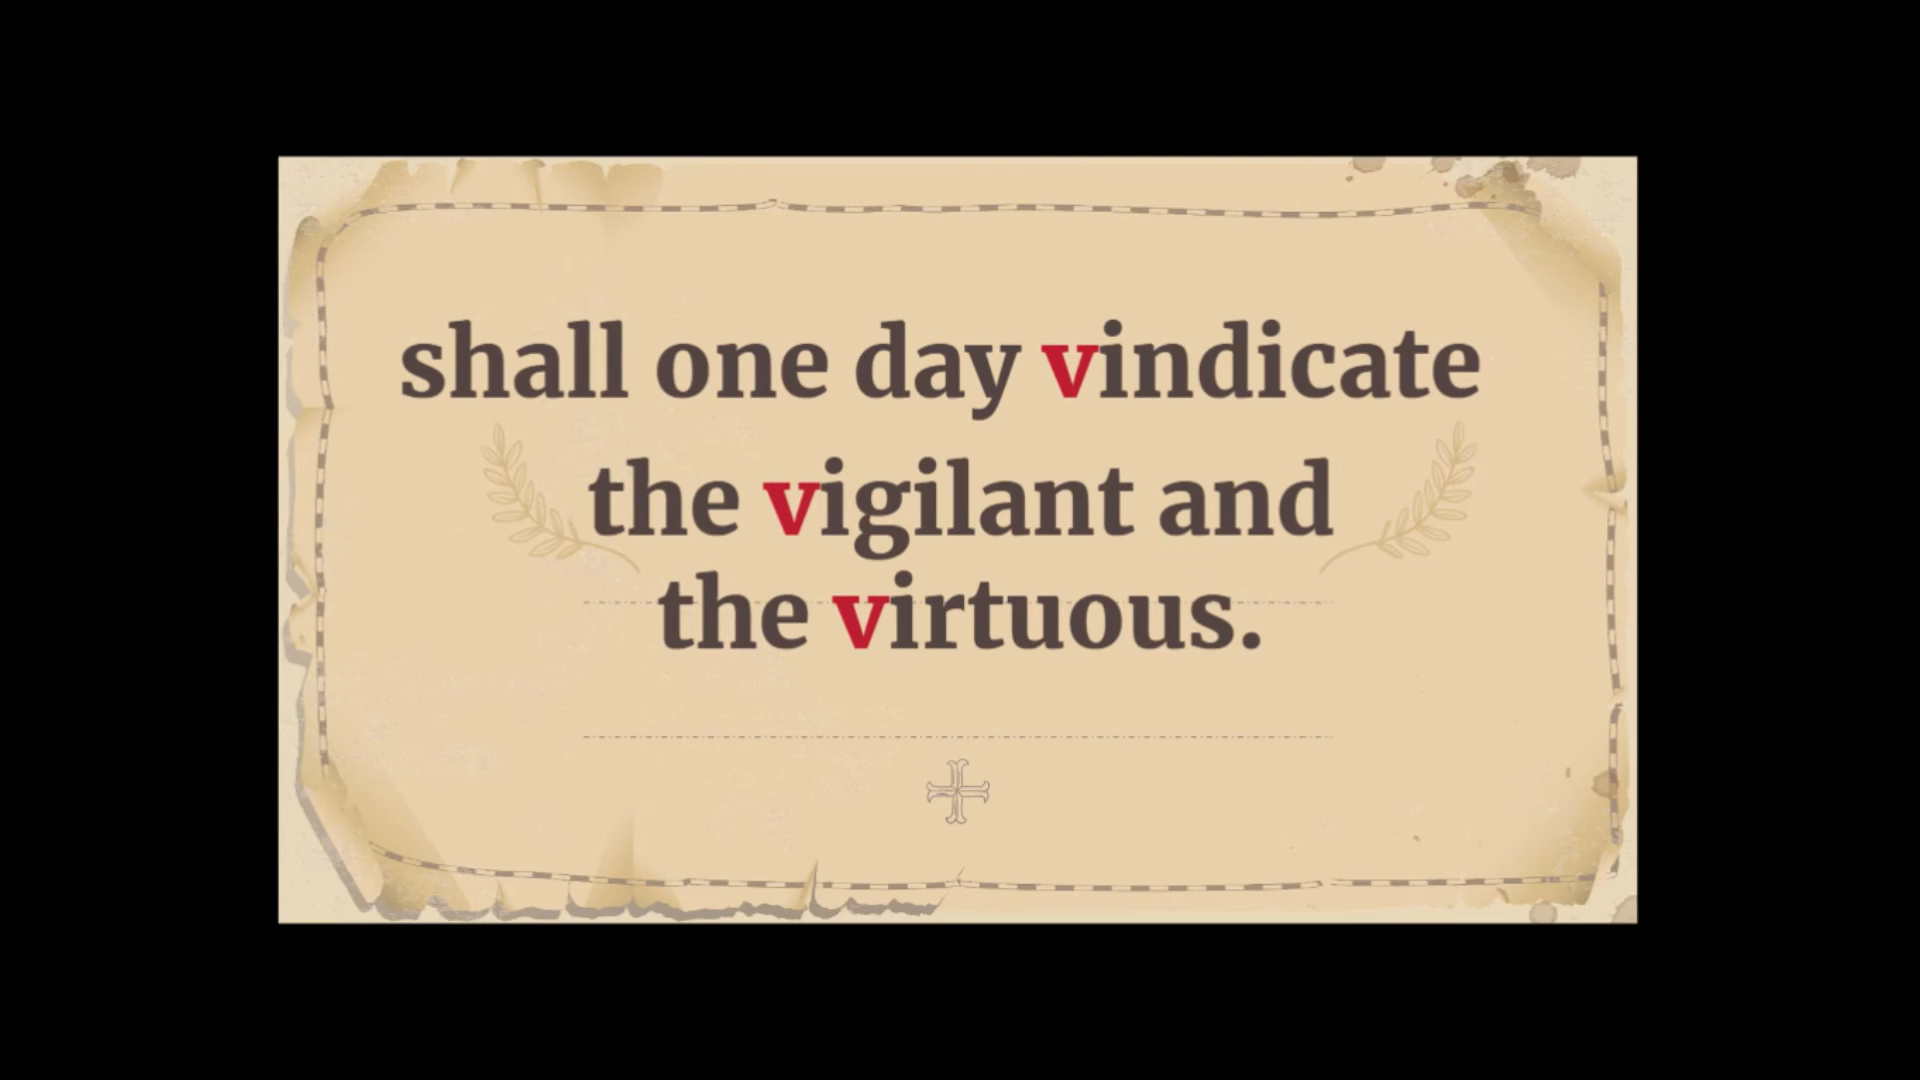 shall one day vindicate
the vigilant and
the virtuous.